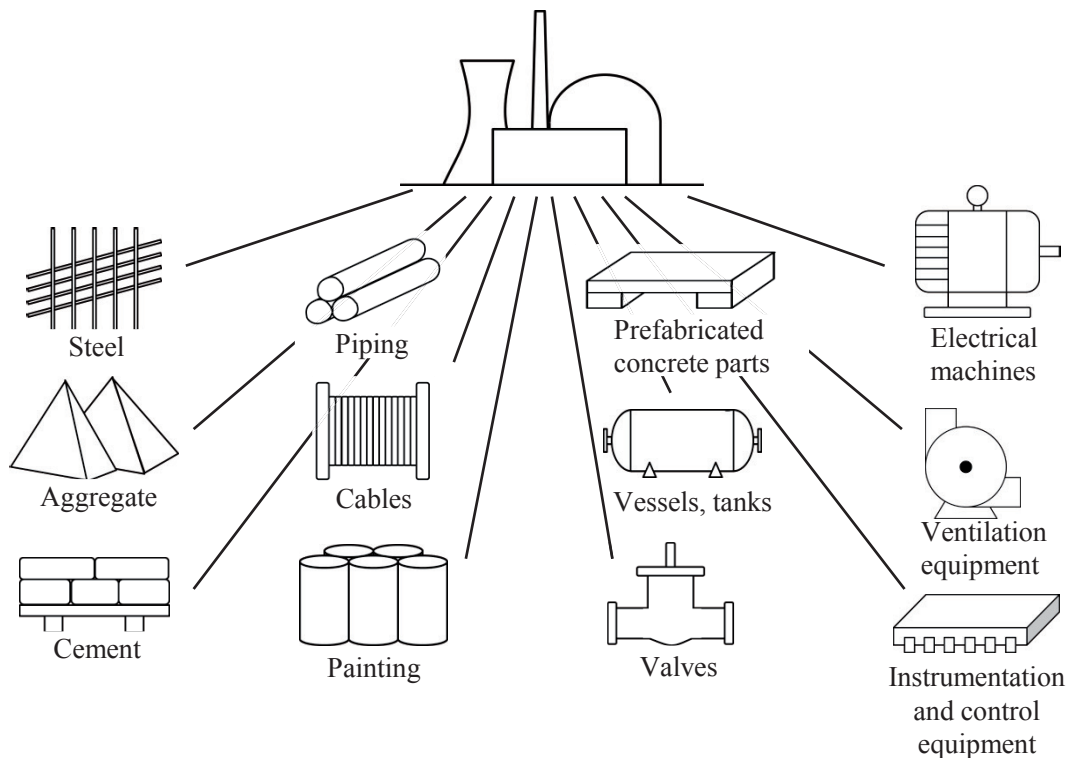 Steel
Piping
Prefabricated
concrete parts
Electrical
machines
Aggregate
Cables
Vessels, tanks
Ventilation
equipment
Cement
Painting
Valves
Instrumentation
and control
equipment